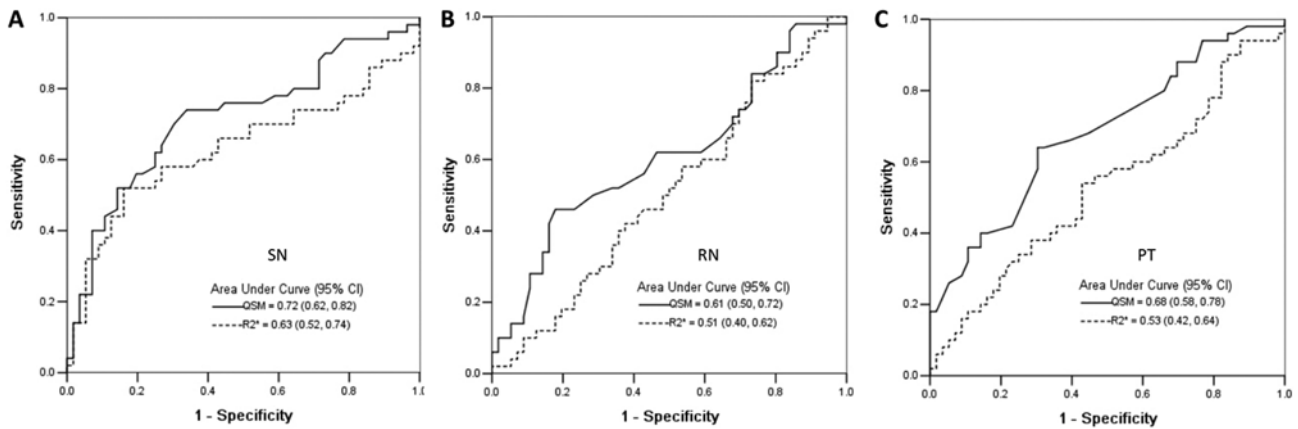 A
1.0
0.8
0.6
0.4
0.2
0.0
Sensitivity
SN
Area Under Curve (95% CI)
QSM = 0.72 (0.62, 0.82)
R2* = 0.63 (0.52, 0.74)
0.0 0.2 0.4 0.6 0.8 1.0
1 - Specificity
B
1.0
0.8
0.6
0.4
0.2
0.0
Sensitivity
RN
Area Under Curve (95% CI)
QSM = 0.61 (0.50, 0.72)
R2* = 0.51 (0.40, 0.62)
0.0 0.2 0.4 0.6 0.8 1.0
1 - Specificity
C
1.0
0.8
0.6
0.4
0.2
0.0
Sensitivity
PT
Area Under Curve (95% CI)
QSM = 0.68 (0.58, 0.78)
R2* = 0.53 (0.42, 0.64)
0.0 0.2 0.4 0.6 0.8 1.0
1 - Specificity